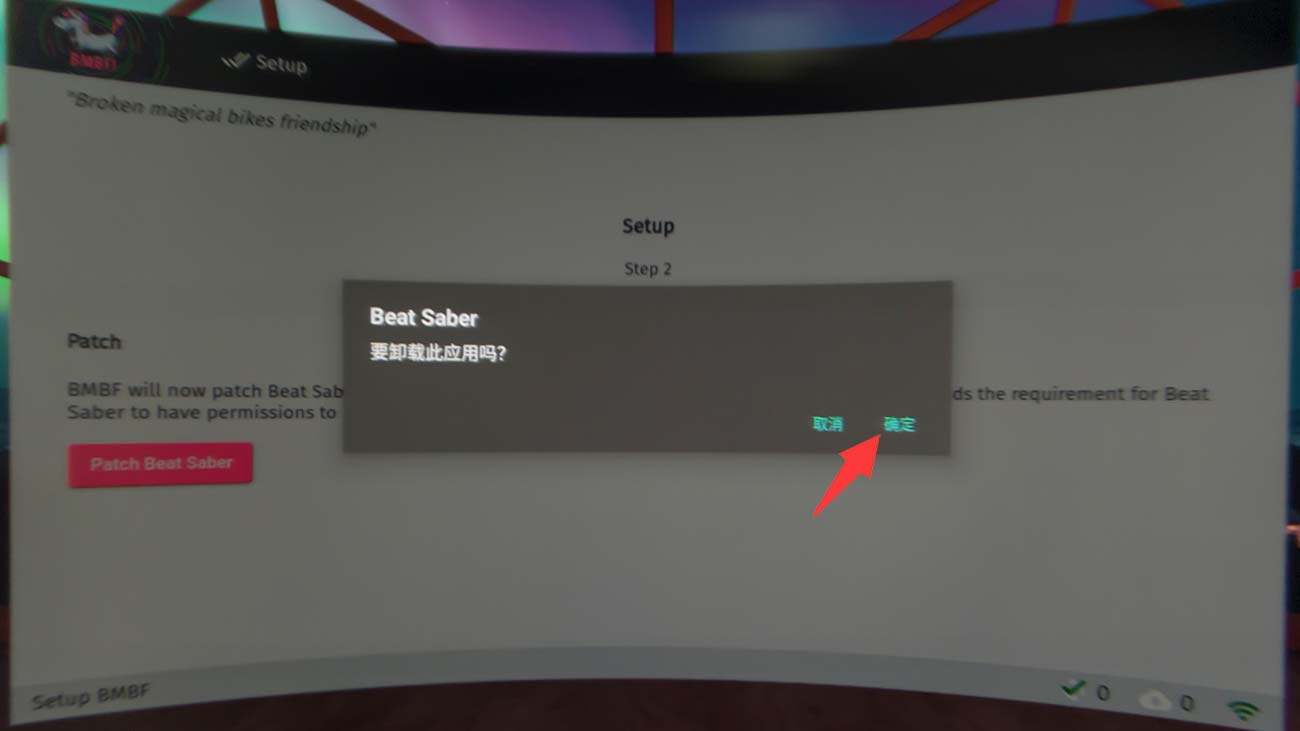 BMBF!
Setup
"Broken magical bikes friendship"
Setup
Step 2
Beat Saber
要卸载此应用吗?
取消 确定
Patch
BMBF will now patch Beat Sab ds the requirement for Beat
Saber to have permissions to
Patch Beat Saber
Setup BMBF
0 0